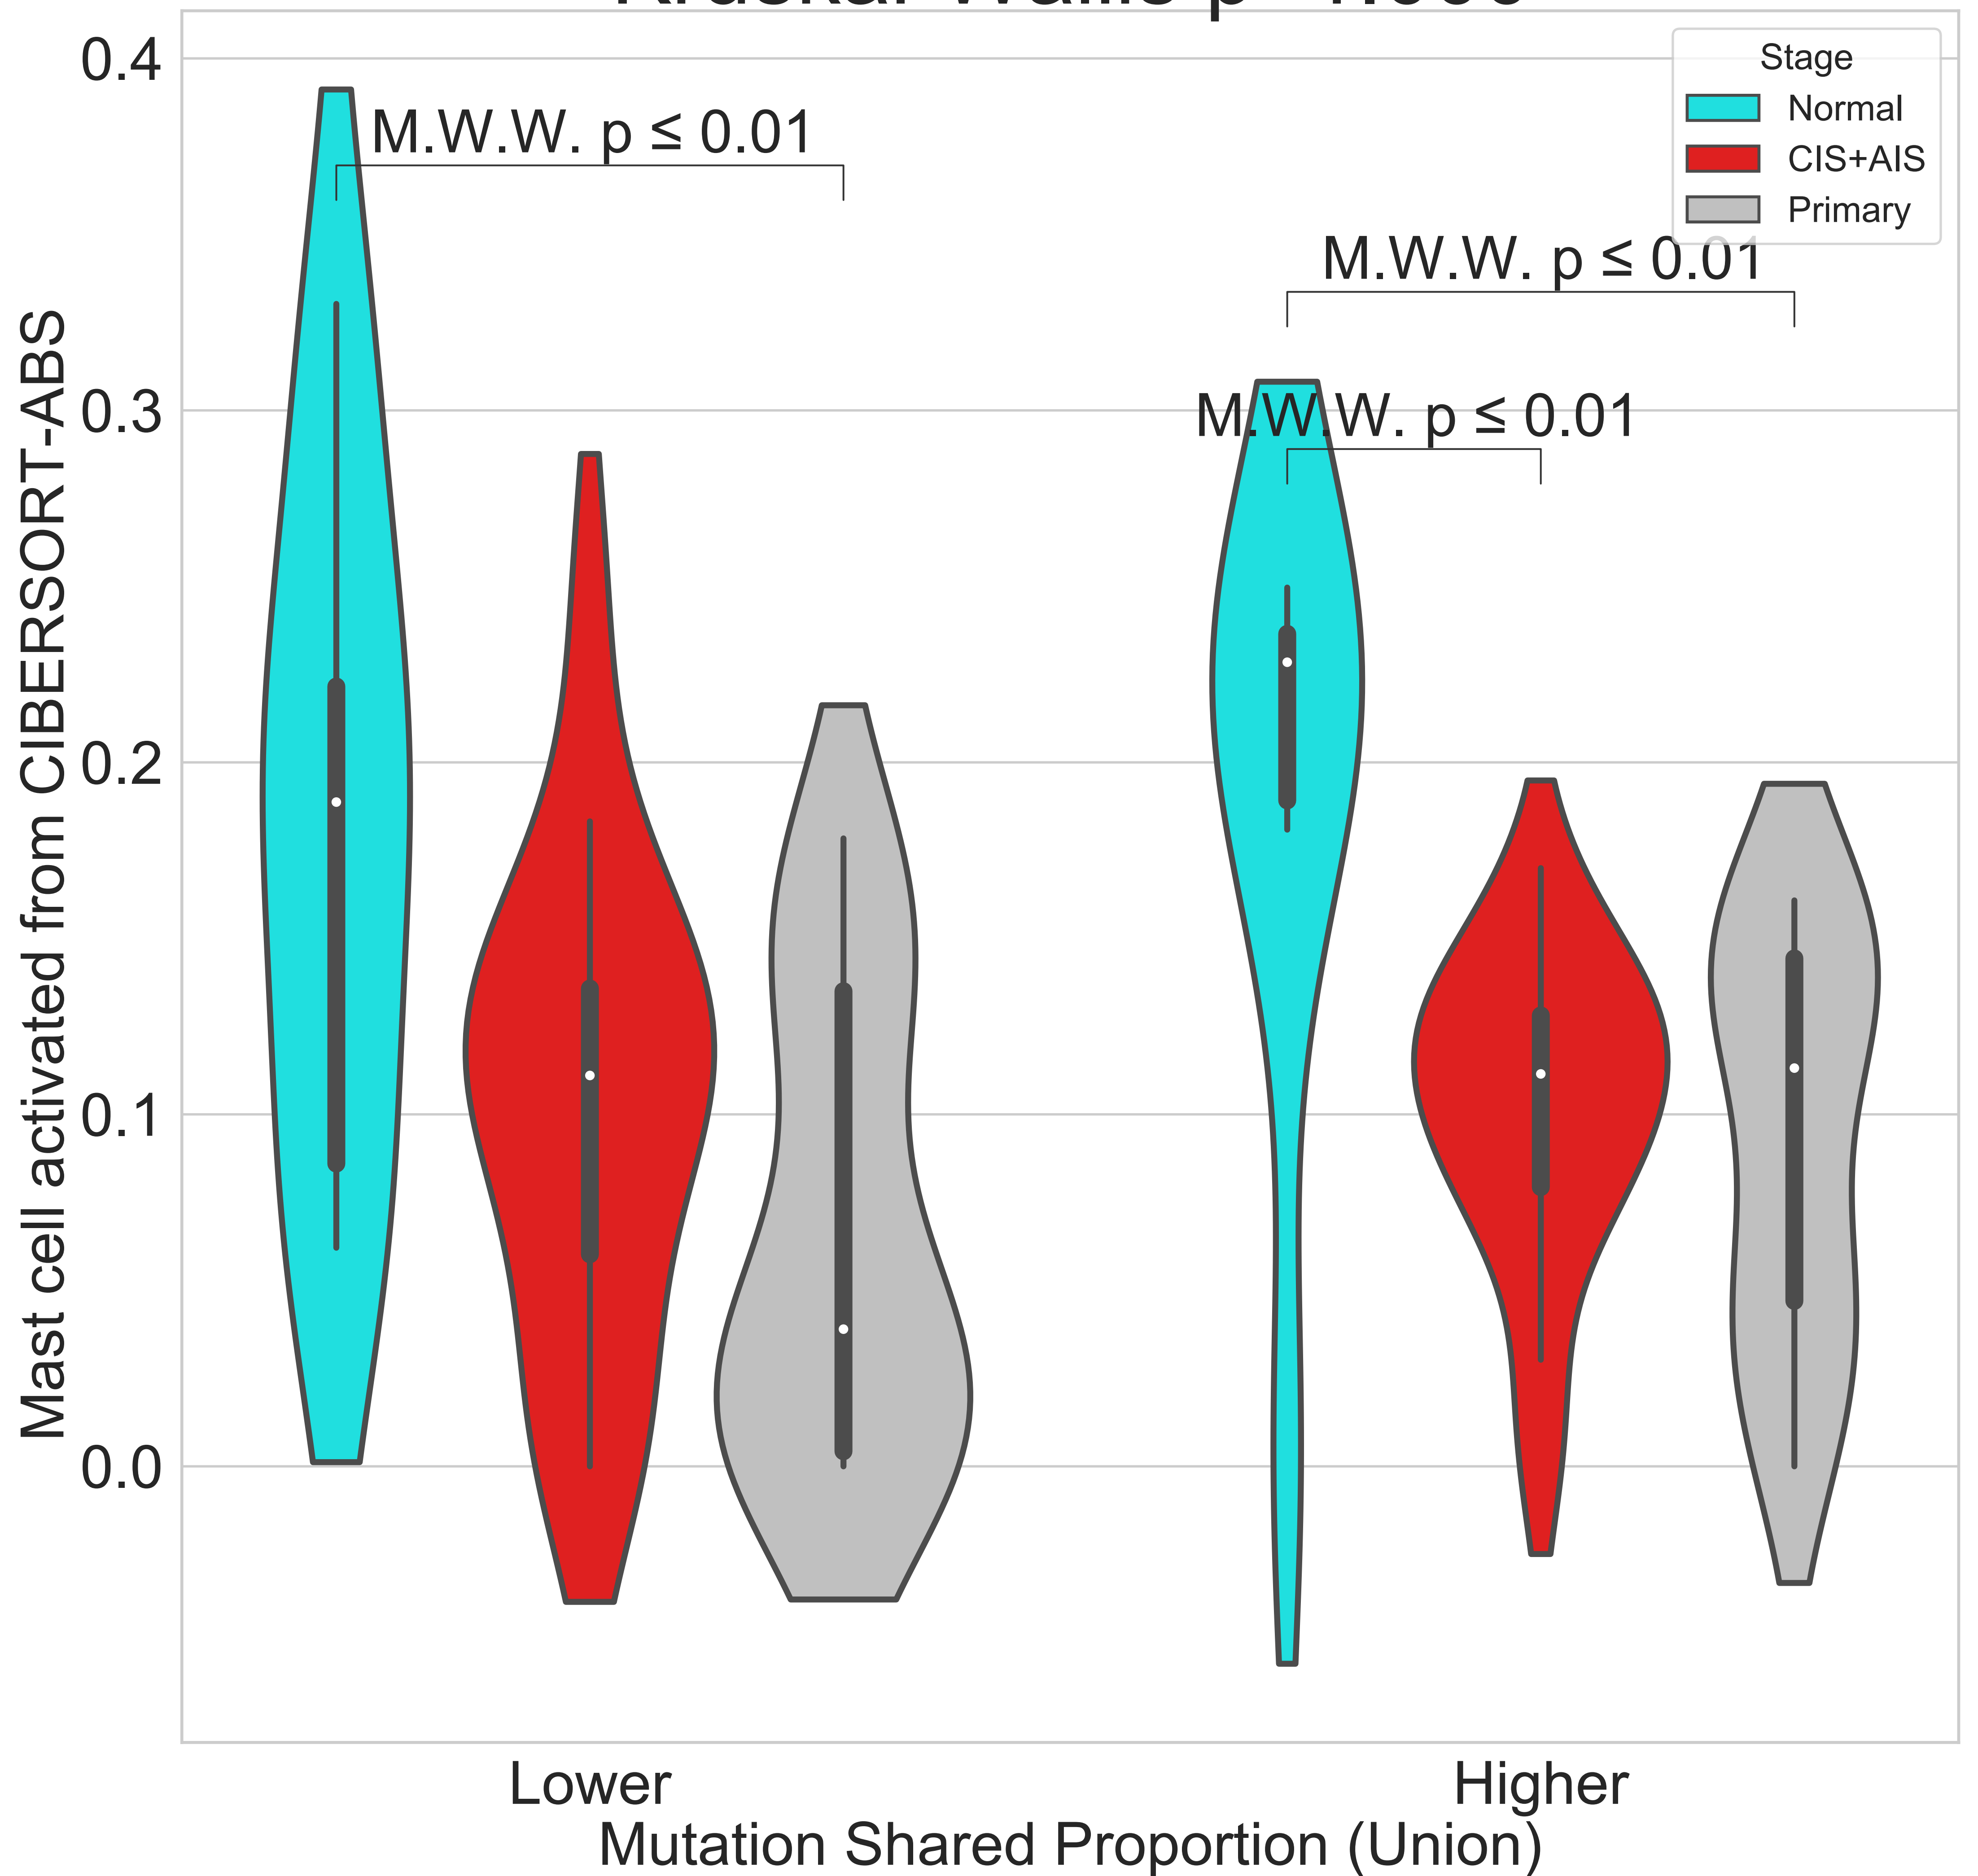 Stage
Normal
CIS+AIS
Primary
M.W.W. p ≤ 0.01
M.W.W. p ≤ 0.01
M.W.W. p ≤ 0.01
Mast cell activated from CIBERSORT-ABS
0.4
0.3
0.2
0.1
0.0
Lower
Higher
Mutation Shared Proportion (Union)